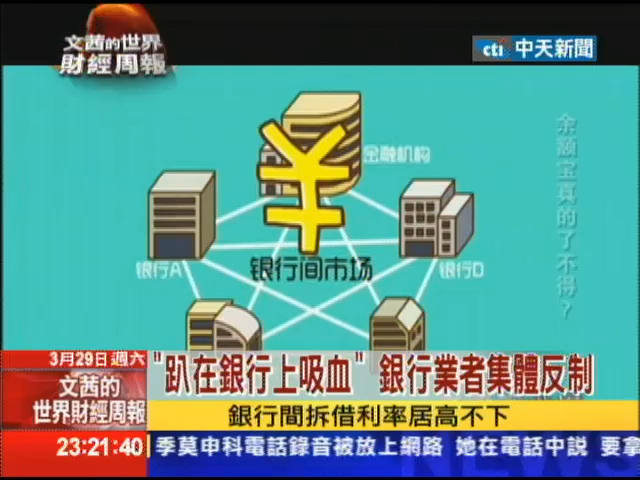 文茜的世界
財經周報
cti 中天新聞
余额宝真的了不得？
金融机构
银行A
银行间市场
银行D
3月29日週六
"趴在銀行上吸血" 銀行業者集體反制
文茜的
世界財經周報
銀行間拆借利率居高不下
23:21:40
季莫申科電話錄音被放上網路 她在電話中説 要拿
NEWS